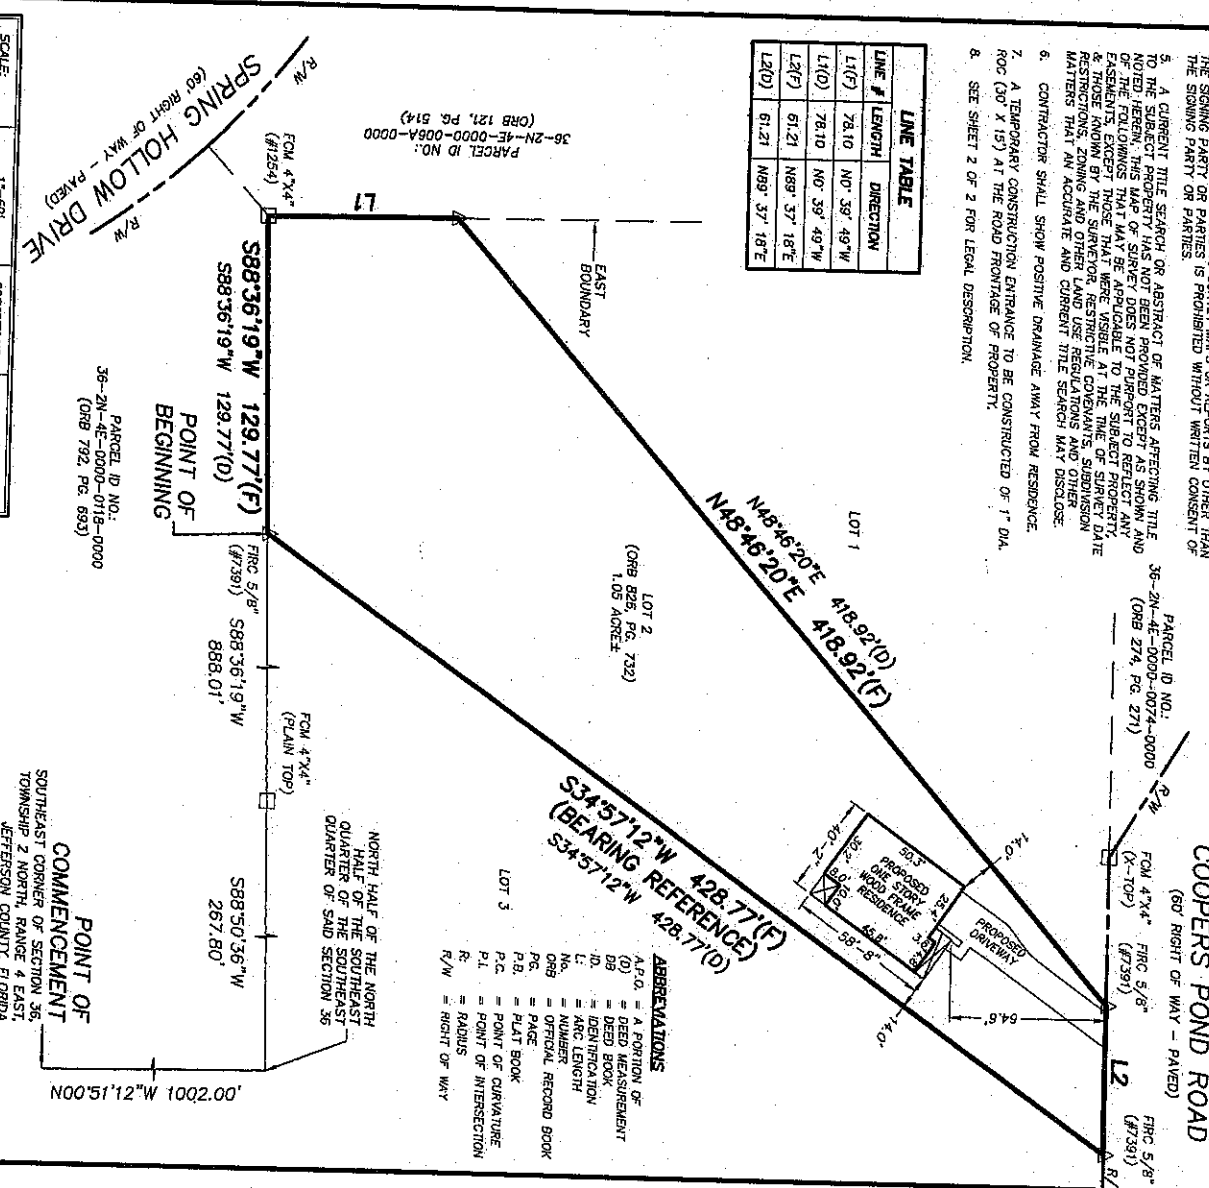 THE SIGNING PARTY OR PARTIES IS PROHIBITED WITHOUT WRITTEN CONSENT OF
THE SIGNING PARTY OR PARTIES.
5. A CURRENT TITLE SEARCH OR ABSTRACT OF MATTERS AFFECTING TITLE
TO THE SUBJECT PROPERTY HAS NOT BEEN PROVIDED EXCEPT AS SHOWN AND
NOTED HEREIN. THIS MAP OF SURVEY DOES NOT PURPORT TO REFLECT ANY
OF THE FOLLOWINGS THAT MAY BE APPLICABLE TO THE SUBJECT PROPERTY.
EASEMENTS, EXCEPT THOSE THAT WERE VISIBLE AT THE TIME OF SURVEY DATE
& THOSE KNOWN BY THE SURVEYOR, RESTRICTIVE COVENANTS, SUBDIVISION
RESTRICTIONS, ZONING AND OTHER LAND USE REGULATIONS AND OTHER
MATTERS THAT AN ACCURATE AND CURRENT TITLE SEARCH MAY DISCLOSE.
6. CONTRACTOR SHALL SHOW POSITIVE DRAINAGE AWAY FROM RESIDENCE.
7. A TEMPORARY CONSTRUCTION ENTRANCE TO BE CONSTRUCTED OF 1" DIA.
ROC (30' X 15') AT THE ROAD FRONTAGE OF PROPERTY.
8. SEE SHEET 2 OF 2 FOR LEGAL DESCRIPTION.
LINE TABLE
LINE # LENGTH DIRECTION
L1(F) 78.10 N0° 39' 49"W
L1(D) 78.10 N0° 39' 49"W
L2(F) 61.21 N89° 37' 18"E
L2(D) 61.21 N89° 37' 18"E
COOPERS POND ROAD
(60' RIGHT OF WAY - PAVED)
PARCEL ID NO.:
36-2N-4E-0000-0074-0000
(ORB 274, PG. 271)
R/W
FCM 4"X4"
(X-TOP)
FIRC 5/8"
(#7391)
L2
FIRC 5/8"
(#7391)
R/
LOT 1
N48°46'20"E 418.92'(D)
N48°46'20"E 418.92'(F)
14.0'
PROPOSED
DRIVEWAY
64.6'
PROPOSED
ONE STORY
WOOD FRAME
RESIDENCE
50.3'
25.4'
30.2'
40'-2"
8.0'
45.8'
58'-8"
14.0'
LOT 2
(ORB 826, PG. 732)
1.05 ACRE±
S34°57'12"W 428.77'(F)
(BEARING REFERENCE)
S34°57'12"W 428.77'(D)
LOT 3
ABBREVIATIONS
A.P.O. = A PORTION OF
(D) = DEED MEASUREMENT
DB = DEED BOOK
ID. = IDENTIFICATION
L: = ARC LENGTH
No. = NUMBER
ORB = OFFICIAL RECORD BOOK
PG. = PAGE
P.B. = PLAT BOOK
P.C. = POINT OF CURVATURE
P.I. = POINT OF INTERSECTION
R: = RADIUS
R/W = RIGHT OF WAY
EAST
BOUNDARY
PARCEL ID NO.:
36-2N-4E-0000-006A-0000
(ORB 121, PG. 514)
L1
FCM 4"X4"
(#1254)
SPRING HOLLOW DRIVE
(60' RIGHT OF WAY - PAVED)
R/W
R/W
S88°36'19"W 129.77'(F)
S88°36'19"W 129.77'(D)
POINT OF
BEGINNING
PARCEL ID NO.:
36-2N-4E-0000-0118-0000
(ORB 792, PG. 693)
FIRC 5/8"
(#7391)
S88°36'19"W
888.01'
FCM 4"X4"
(PLAIN TOP)
S88°50'36"W
267.80'
NORTH HALF OF THE NORTH
HALF OF THE SOUTHEAST
QUARTER OF THE SOUTHEAST
QUARTER OF SAID SECTION 36
N00°51'12"W 1002.00'
POINT OF
COMMENCEMENT
SOUTHEAST CORNER OF SECTION 36,
TOWNSHIP 2 NORTH, RANGE 4 EAST,
JEFFERSON COUNTY, FLORIDA
SCALE: